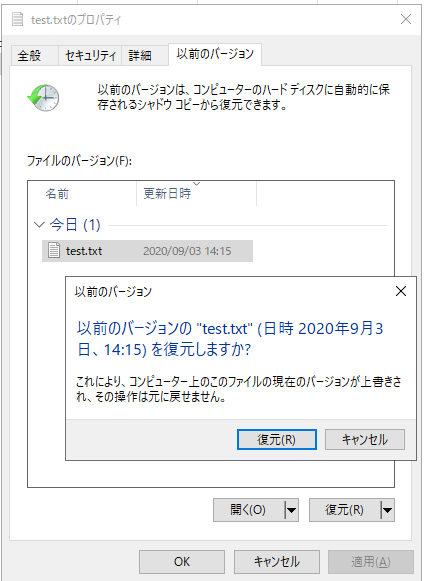 test.txtのプロパティ
全般
セキュリティ
詳細
以前のバージョン
以前のバージョンは、コンピューターのハード ディスクに自動的に保
存されるシャドウ コピーから復元できます。
ファイルのバージョン(F):
名前
更新日時
今日 (1)
test.txt
2020/09/03 14:15
以前のバージョン
以前のバージョンの "test.txt" (日時 2020年9月3
日、14:15) を復元しますか?
これにより、コンピューター上のこのファイルの現在のバージョンが上書きさ
れ、その操作は元に戻せません。
復元(R)
キャンセル
開く(O)
復元(R)
OK
キャンセル
適用(A)